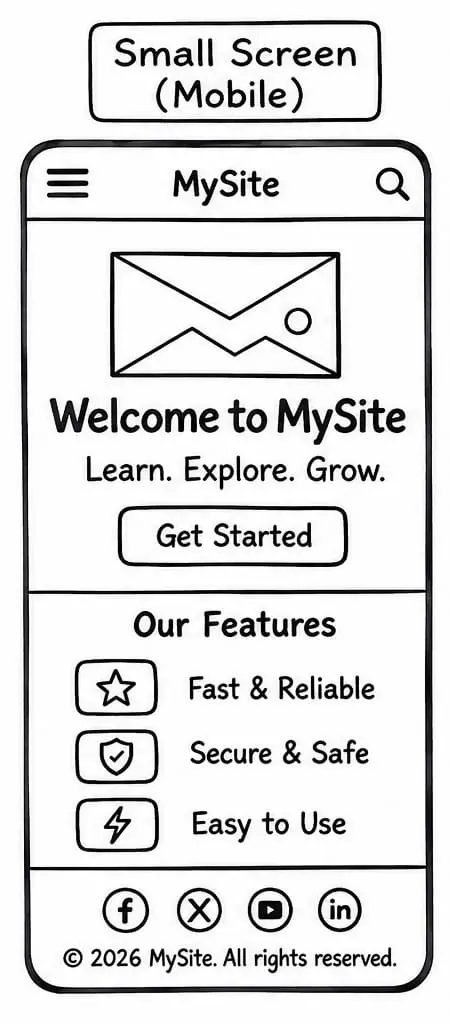 Small Screen
(Mobile)
MySite
Welcome to MySite
Learn. Explore. Grow.
Get Started
Our Features
Fast & Reliable
Secure & Safe
Easy to Use
f X in
© 2026 MySite. All rights reserved.